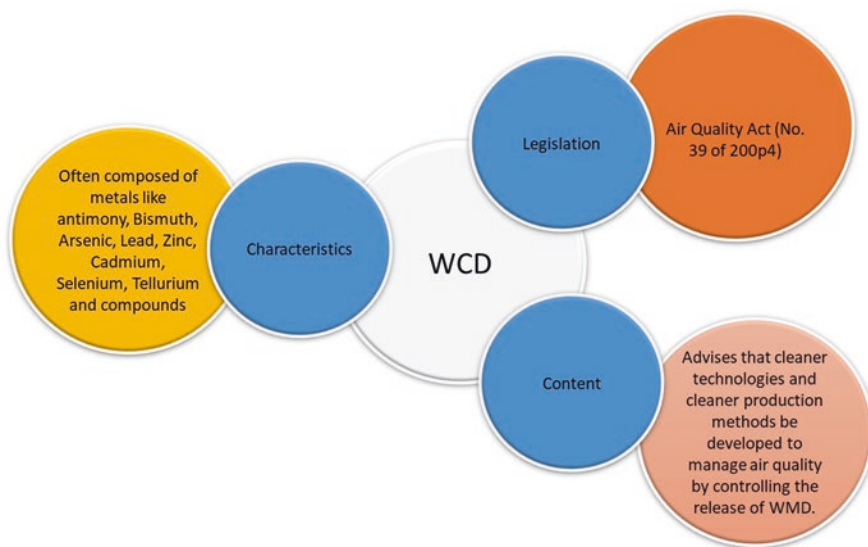 Air Quality Act (No.
39 of 200p4)
Legislation
Often composed of
metals like
antimony, Bismuth,
Arsenic, Lead, Zinc,
Cadmium,
Selenium, Tellurium
and compounds
Characteristics
WCD
Content
Advises that cleaner
technologies and
cleaner production
methods be
developed to
manage air quality
by controlling the
release of WMD.